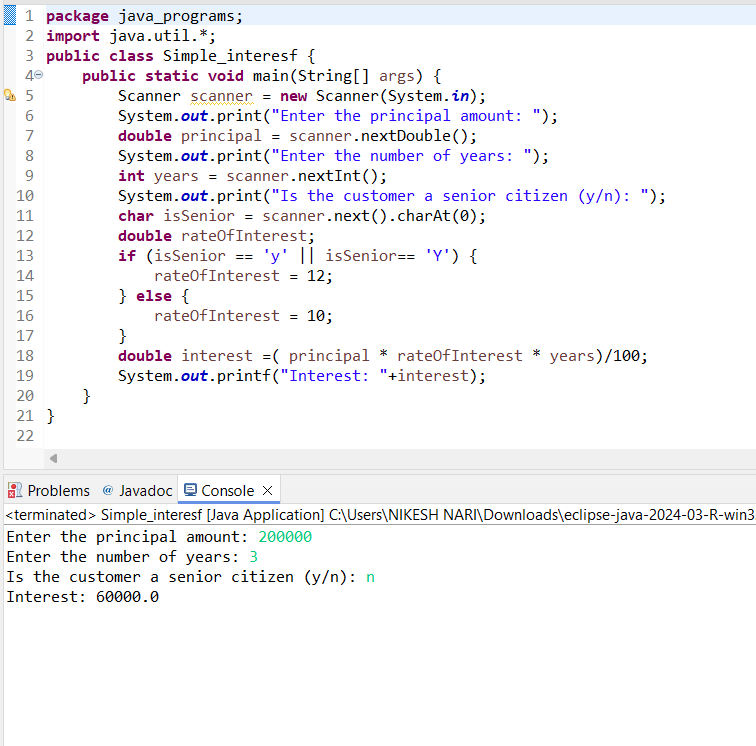 1 package java_programs;
2 import java.util.*;
3 public class Simple_interesf {
4 public static void main(String[] args) {
5 Scanner scanner = new Scanner(System.in);
6 System.out.print("Enter the principal amount: ");
7 double principal = scanner.nextDouble();
8 System.out.print("Enter the number of years: ");
9 int years = scanner.nextInt();
10 System.out.print("Is the customer a senior citizen (y/n): ");
11 char isSenior = scanner.next().charAt(0);
12 double rateOfInterest;
13 if (isSenior == 'y' || isSenior== 'Y') {
14 rateOfInterest = 12;
15 } else {
16 rateOfInterest = 10;
17 }
18 double interest =( principal * rateOfInterest * years)/100;
19 System.out.printf("Interest: "+interest);
20 }
21 }
22
Problems @ Javadoc Console
<terminated> Simple_interesf [Java Application] C:\Users\NIKESH NARI\Downloads\eclipse-java-2024-03-R-win3
Enter the principal amount: 200000
Enter the number of years: 3
Is the customer a senior citizen (y/n): n
Interest: 60000.0